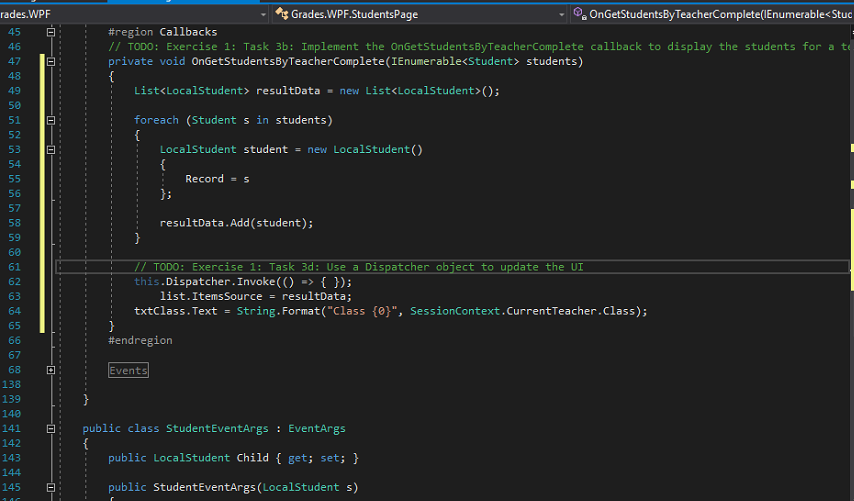 rades.WPF
Grades.WPF.StudentsPage
OnGetStudentsByTeacherComplete(IEnumerable<Stud
45 #region Callbacks
46 // TODO: Exercise 1: Task 3b: Implement the OnGetStudentsByTeacherComplete callback to display the students for a te
47 private void OnGetStudentsByTeacherComplete(IEnumerable<Student> students)
48 {
49 List<LocalStudent> resultData = new List<LocalStudent>();
50
51 foreach (Student s in students)
52 {
53 LocalStudent student = new LocalStudent()
54 {
55 Record = s
56 };
57
58 resultData.Add(student);
59 }
60
61 // TODO: Exercise 1: Task 3d: Use a Dispatcher object to update the UI
62 this.Dispatcher.Invoke(() => { });
63 list.ItemsSource = resultData;
64 txtClass.Text = String.Format("Class {0}", SessionContext.CurrentTeacher.Class);
65 }
66 #endregion
67
68 Events
138
139 }
140
141 public class StudentEventArgs : EventArgs
142 {
143 public LocalStudent Child { get; set; }
144
145 public StudentEventArgs(LocalStudent s)
146 {